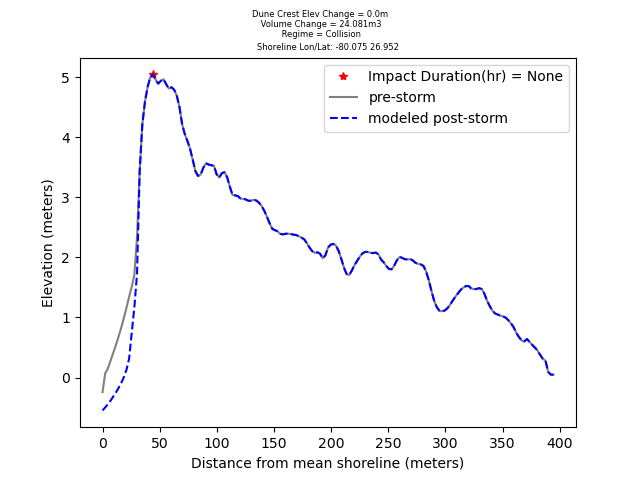 Dune Crest Elev Change = 0.0m
Volume Change = 24.081m3
Regime = Collision
Shoreline Lon/Lat: -80.075 26.952
Impact Duration(hr) = None
pre-storm
modeled post-storm
Elevation (meters)
5
4
3
2
1
0
0 50 100 150 200 250 300 350 400
Distance from mean shoreline (meters)